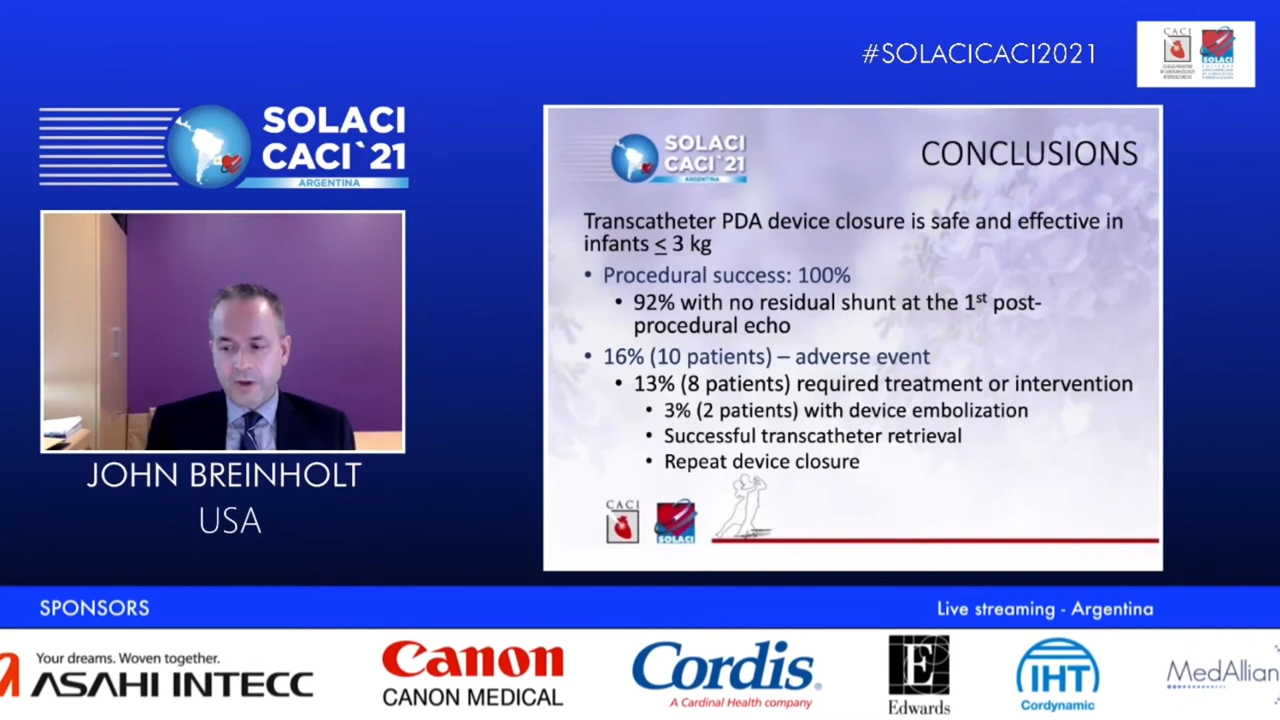 #SOLACICACI2021
CACI
SOLACI
SOLACI
CACI`21
ARGENTINA
JOHN BREINHOLT
USA
SOLACI
CACI`21
ARGENTINA
CONCLUSIONS
Transcatheter PDA device closure is safe and effective in
infants ≤ 3 kg
• Procedural success: 100%
• 92% with no residual shunt at the 1st post-
procedural echo
• 16% (10 patients) – adverse event
• 13% (8 patients) required treatment or intervention
• 3% (2 patients) with device embolization
• Successful transcatheter retrieval
• Repeat device closure
CACI
SOLACI
SPONSORS
Live streaming - Argentina
Your dreams. Woven together.
ASAHI INTECC
Canon
CANON MEDICAL
Cordis
A Cardinal Health company
E
Edwards
IHT
Cordynamic
MedAllian